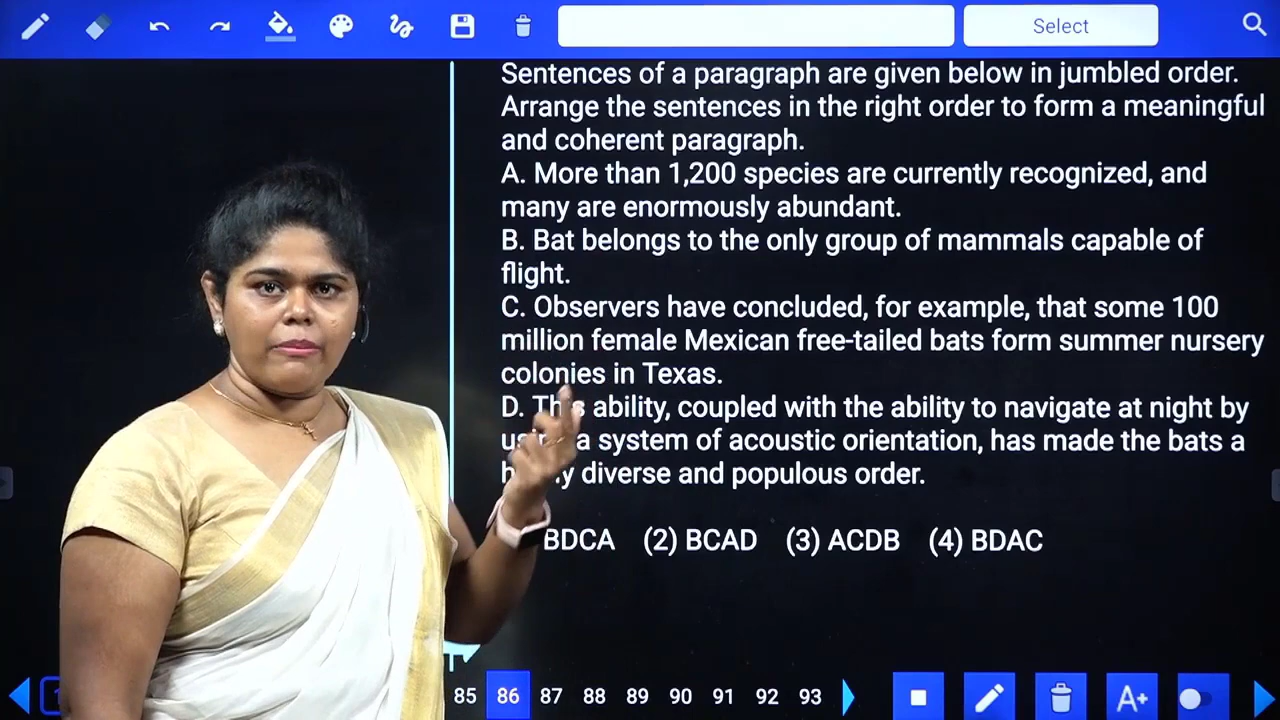 Select
Sentences of a paragraph are given below in jumbled order.
Arrange the sentences in the right order to form a meaningful
and coherent paragraph.
A. More than 1,200 species are currently recognized, and
many are enormously abundant.
B. Bat belongs to the only group of mammals capable of
flight.
C. Observers have concluded, for example, that some 100
million female Mexican free-tailed bats form summer nursery
colonies in Texas.
D. This ability, coupled with the ability to navigate at night by
using a system of acoustic orientation, has made the bats a
diverse and populous order.
BDCA (2) BCAD (3) ACDB (4) BDAC
85 86 87 88 89 90 91 92 93
A+